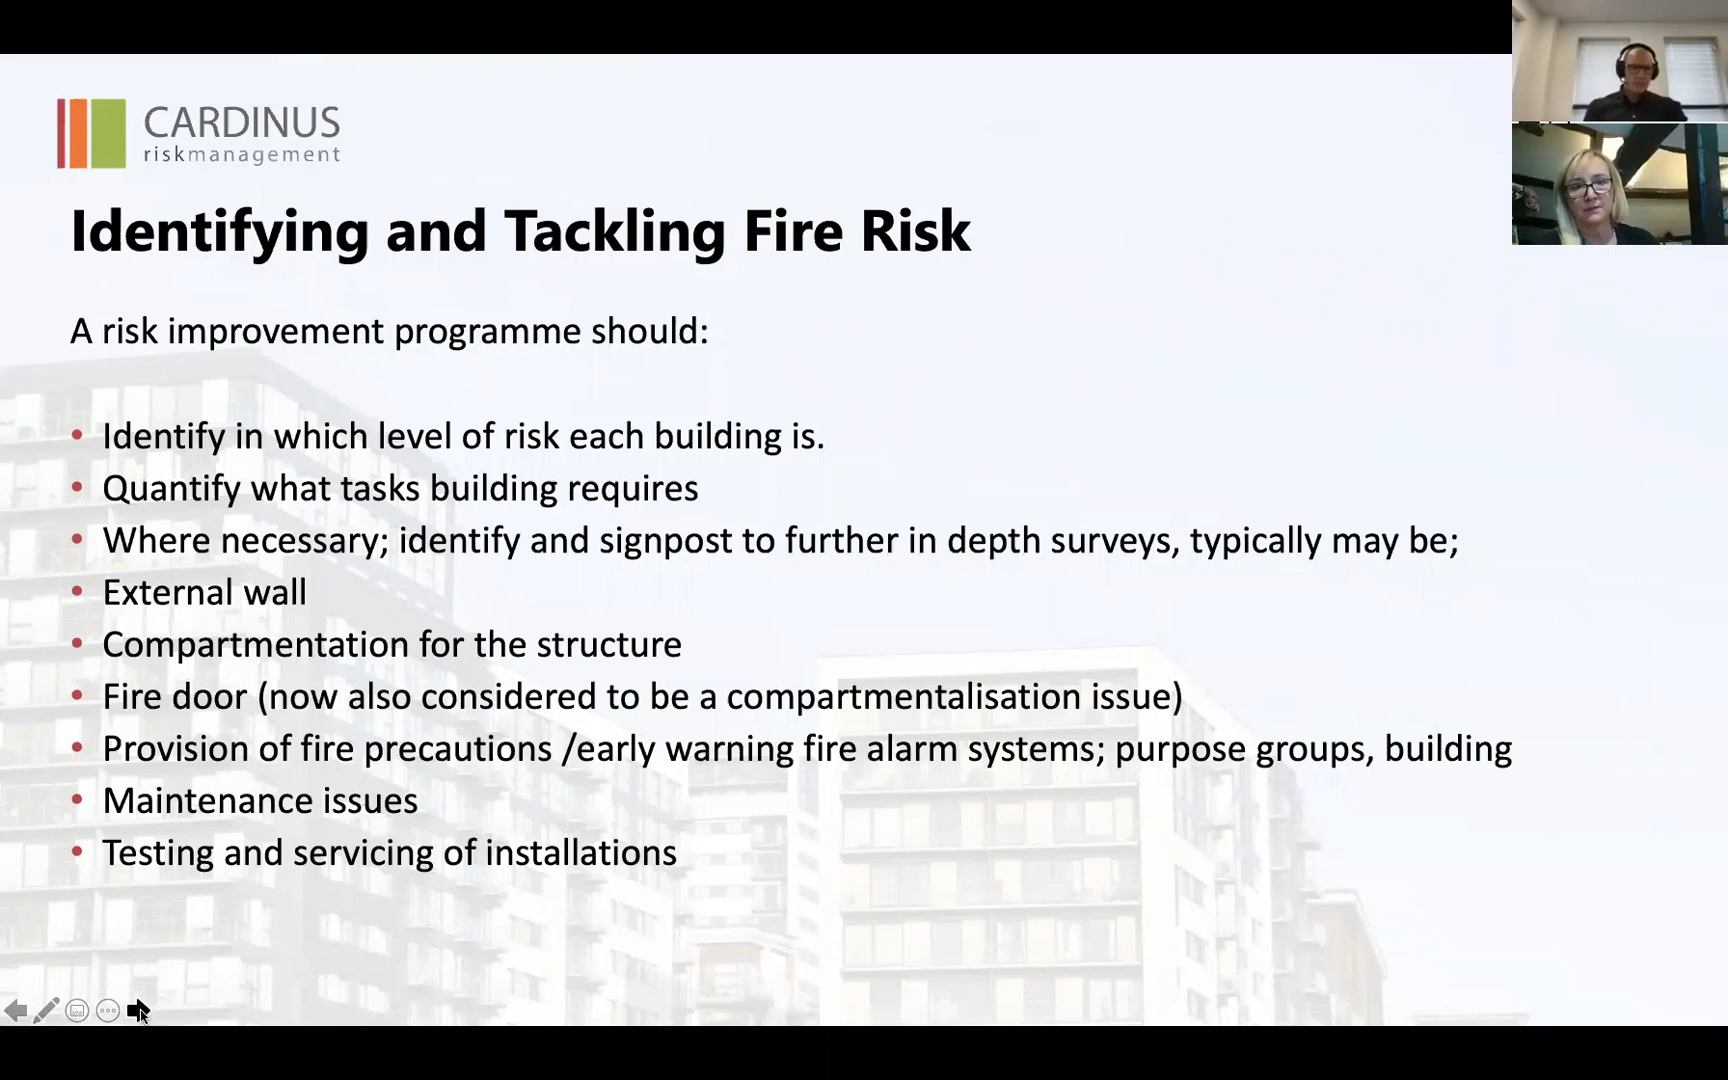 CARDINUS
riskmanagement
Identifying and Tackling Fire Risk
A risk improvement programme should:
• Identify in which level of risk each building is.
• Quantify what tasks building requires
• Where necessary; identify and signpost to further in depth surveys, typically may be;
• External wall
• Compartmentation for the structure
• Fire door (now also considered to be a compartmentalisation issue)
• Provision of fire precautions /early warning fire alarm systems; purpose groups, building
• Maintenance issues
• Testing and servicing of installations